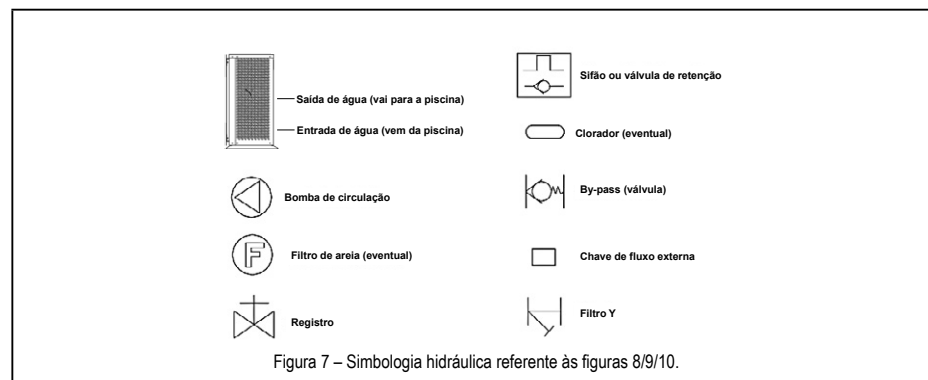 Saída de água (vai para a piscina)
Entrada de água (vem da piscina)
Bomba de circulação
F
Filtro de areia (eventual)
Registro
Sifão ou válvula de retenção
Clorador (eventual)
By-pass (válvula)
Chave de fluxo externa
Filtro Y
Figura 7 – Simbologia hidráulica referente às figuras 8/9/10.